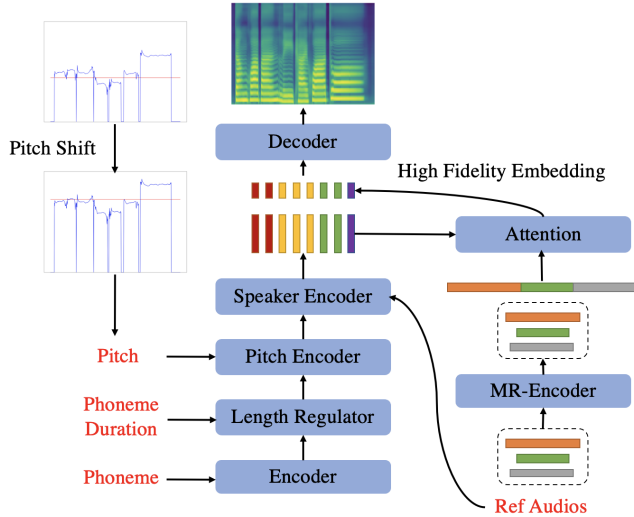 Decoder
Pitch Shift
High Fidelity Embedding
Attention
Speaker Encoder
Pitch
Pitch Encoder
MR-Encoder
Phoneme
Duration
Length Regulator
Phoneme
Encoder
Ref Audios